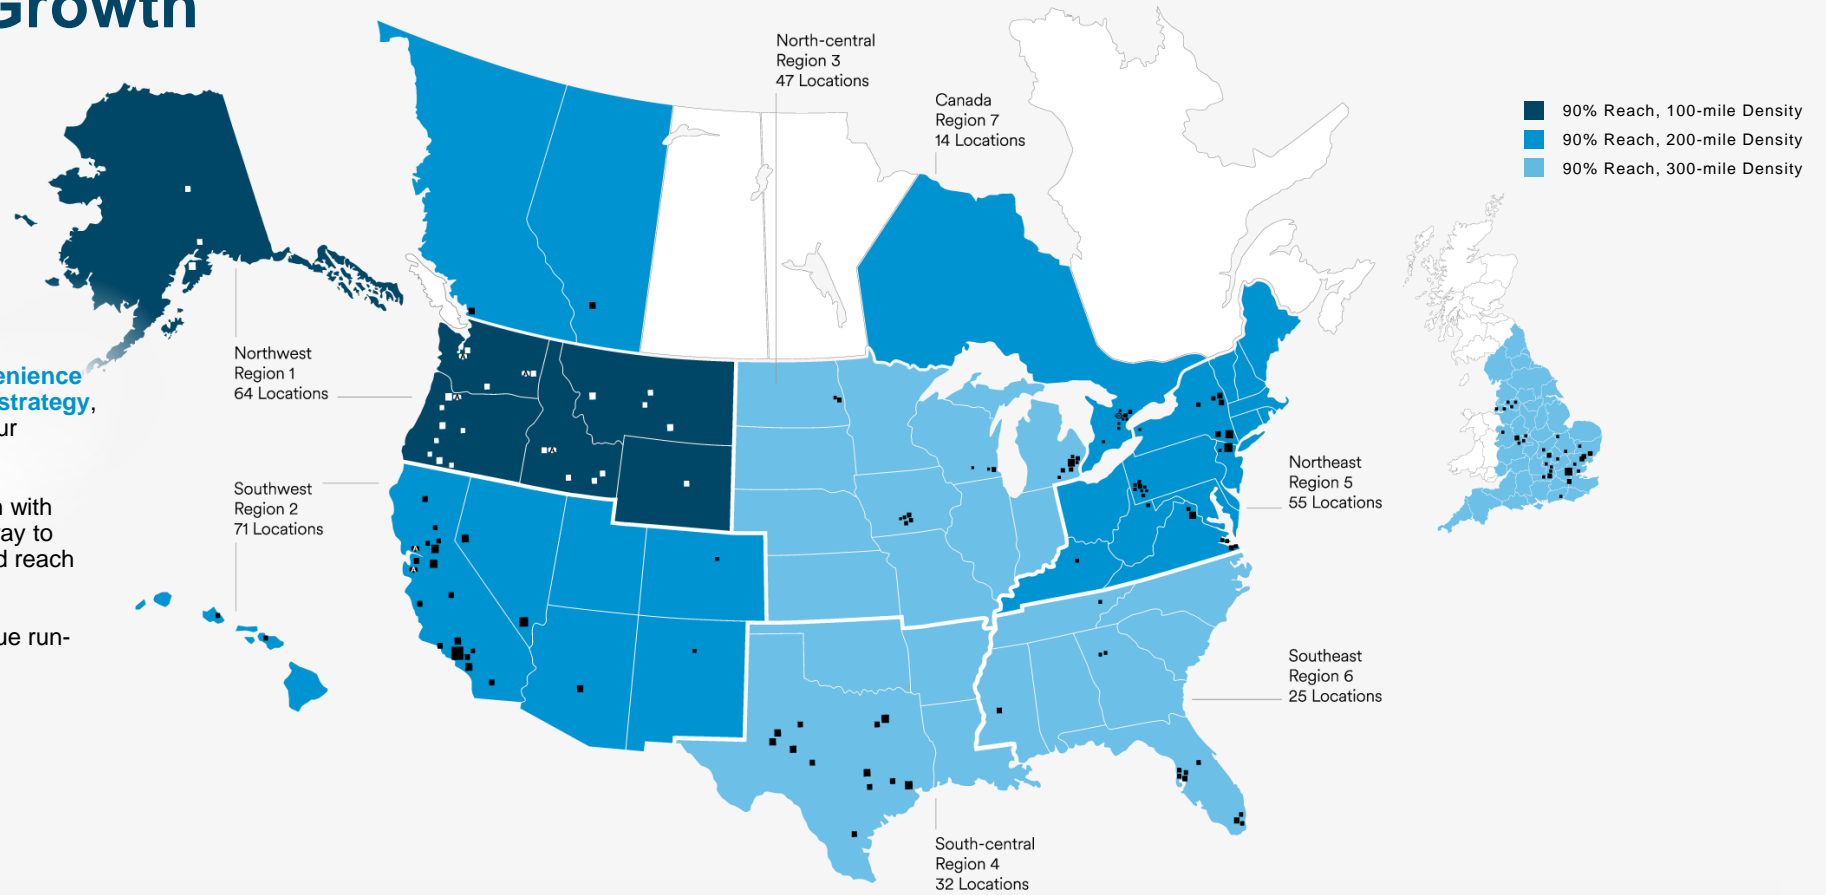 Growth
North-central
Region 3
47 Locations
Canada
Region 7
14 Locations
90% Reach, 100-mile Density
90% Reach, 200-mile Density
90% Reach, 300-mile Density
Northwest
Region 1
64 Locations
enience
strategy,
ur
Southwest
Region 2
71 Locations
with
ay to
d reach
ue run-
Northeast
Region 5
55 Locations
Southeast
Region 6
25 Locations
South-central
Region 4
32 Locations